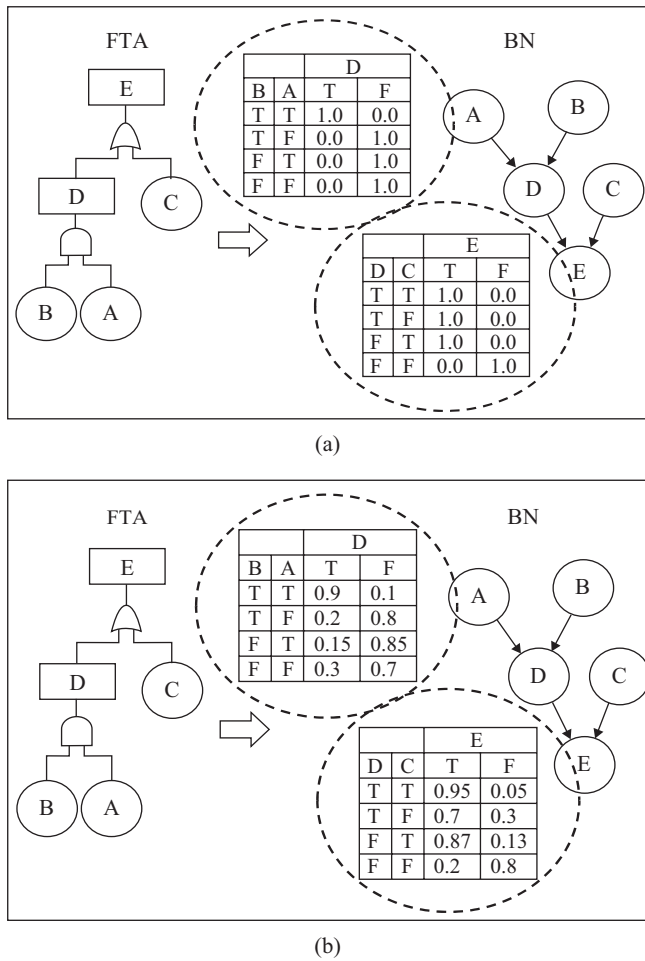 FTA
BN
E
D
C
B
A
D
B A T F
T T 1.0 0.0
T F 0.0 1.0
F T 0.0 1.0
F F 0.0 1.0
A
B
D
C
E
E
D C T F
T T 1.0 0.0
T F 1.0 0.0
F T 1.0 0.0
F F 0.0 1.0
(a)
FTA
BN
E
D
C
B
A
D
B A T F
T T 0.9 0.1
T F 0.2 0.8
F T 0.15 0.85
F F 0.3 0.7
A
B
D
C
E
E
D C T F
T T 0.95 0.05
T F 0.7 0.3
F T 0.87 0.13
F F 0.2 0.8
(b)